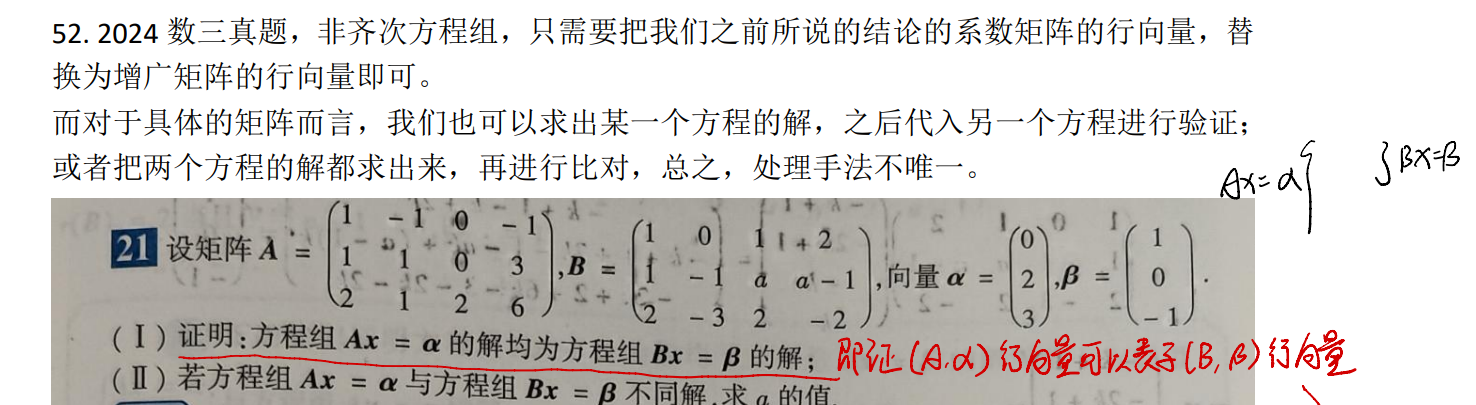 52. 2024 数三真题，非齐次方程组，只需要把我们之前所说的结论的系数矩阵的行向量，替
换为增广矩阵的行向量即可。
而对于具体的矩阵而言，我们也可以求出某一个方程的解，之后代入另一个方程进行验证；
或者把两个方程的解都求出来，再进行比对，总之，处理手法不唯一。
Ax=α{ {Bx=β
21 设矩阵 A = (1 -1 0 -1; 1 1 0 3; 2 1 2 6), B = (1 0 1 2; 1 -1 a a-1; 2 -3 2 -2), 向量 α = (0; 2; 3), β = (1; 0; -1).
(Ⅰ) 证明:方程组 Ax = α 的解均为方程组 Bx = β 的解; 即证(A,α)行向量可以表示(B,β)行向量
(Ⅱ) 若方程组 Ax = α 与方程组 Bx = β 不同解,求 a 的值.